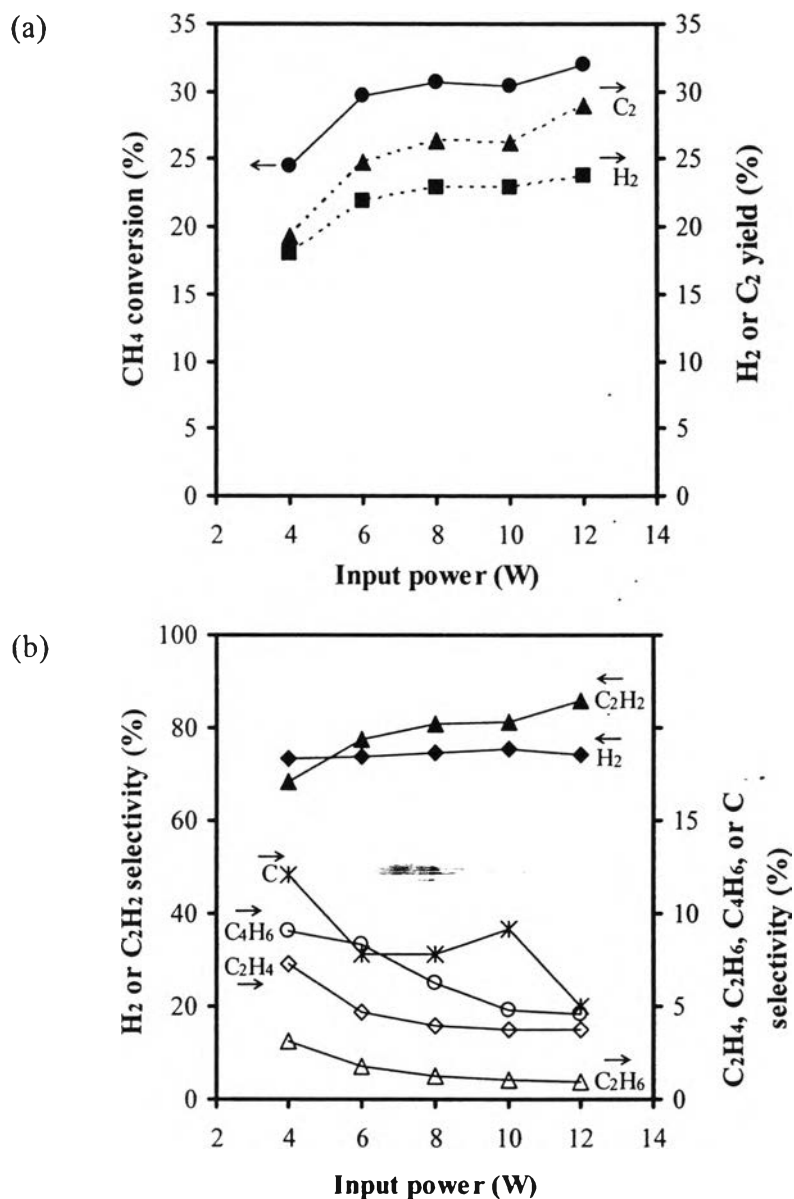 (a)
35
30
25
20
15
10
5
0
CH4 conversion (%)
35
30
25
20
15
10
5
0
H2 or C2 yield (%)
C2
H2
2 4 6 8 10 12 14
Input power (W)
(b)
100
80
60
40
20
0
H2 or C2H2 selectivity (%)
15
10
5
0
C2H4, C2H6, C4H6, or C
selectivity (%)
C2H2
H2
C
C4H6
C2H4
C2H6
2 4 6 8 10 12 14
Input power (W)